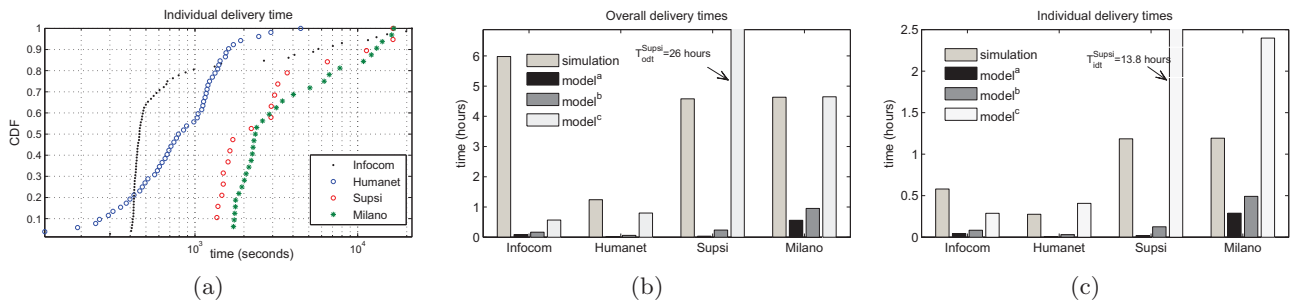 Individual delivery time
CDF
1
0.9
0.8
0.7
0.6
0.5
0.4
0.3
0.2
0.1
Infocom
Humanet
Supsi
Milano
10^3
10^4
time (seconds)
(a)
Overall delivery times
time (hours)
6
5
4
3
2
1
0
simulation
model^a
model^b
model^c
T_odt^Supsi=26 hours
Infocom
Humanet
Supsi
Milano
(b)
Individual delivery times
time (hours)
2.5
2
1.5
1
0.5
0
simulation
model^a
model^b
model^c
T_idt^Supsi=13.8 hours
Infocom
Humanet
Supsi
Milano
(c)